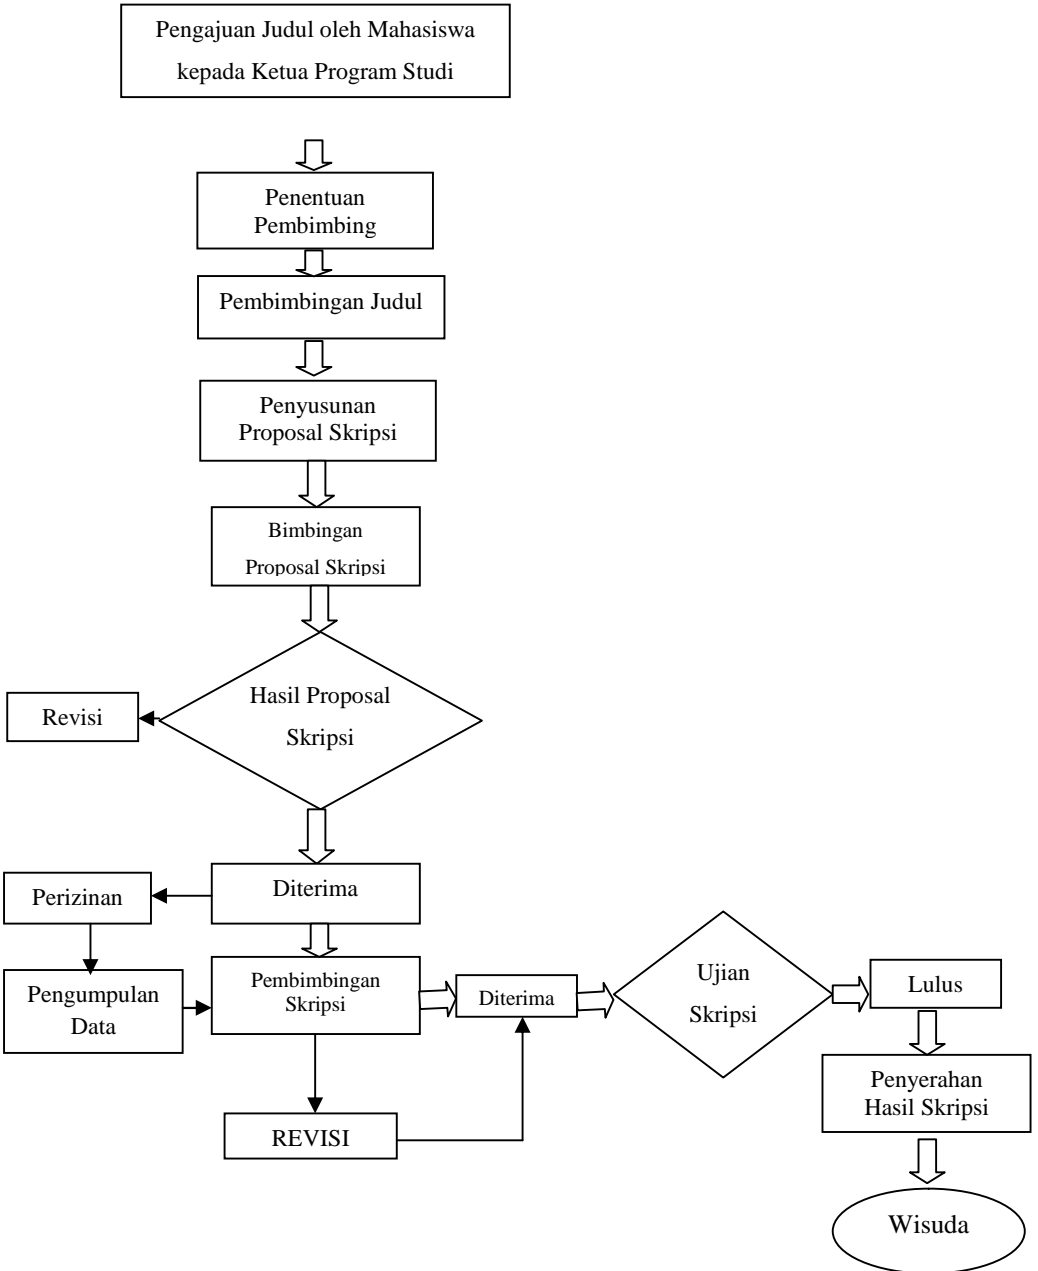 Pengajuan Judul oleh Mahasiswa
kepada Ketua Program Studi
Penentuan
Pembimbing
Pembimbingan Judul
Penyusunan
Proposal Skripsi
Bimbingan
Proposal Skripsi
Hasil Proposal
Skripsi
Revisi
Diterima
Perizinan
Pengumpulan
Data
Pembimbingan
Skripsi
Diterima
Ujian
Skripsi
Lulus
REVISI
Penyerahan
Hasil Skripsi
Wisuda